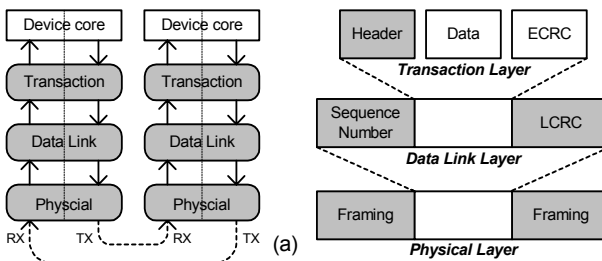 Device core
Device core
Transaction
Transaction
Data Link
Data Link
Physcial
Physcial
RX
TX
RX
TX
(a)
Header
Data
ECRC
Transaction Layer
Sequence
Number
LCRC
Data Link Layer
Framing
Framing
Physical Layer